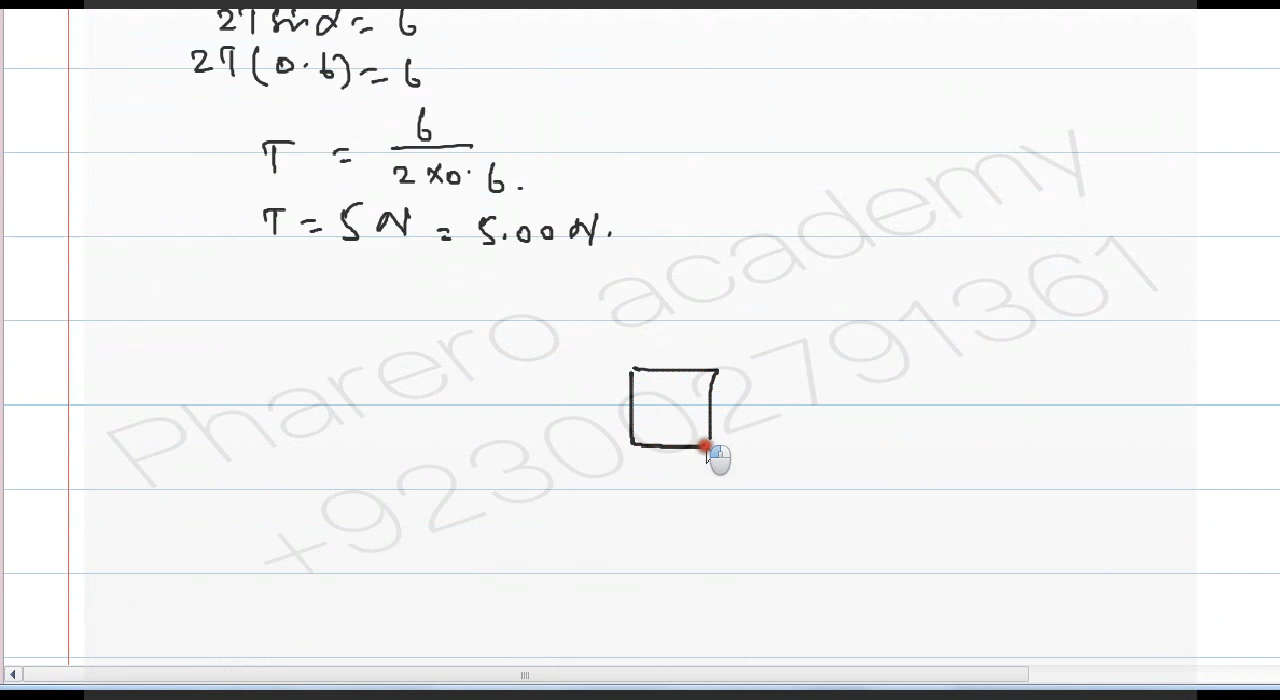 2T sin α = 6
2T (0.6) = 6
T = 6 / 2 × 0.6.
T = 5 N = 5.00 N.
Pharero academy
+923002791361